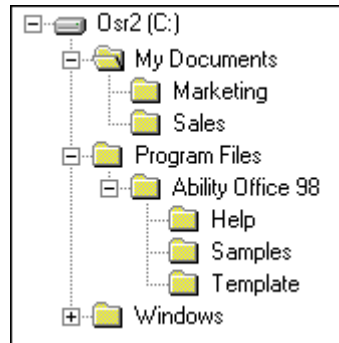 Osr2 (C:)
My Documents
Marketing
Sales
Program Files
Ability Office 98
Help
Samples
Template
Windows